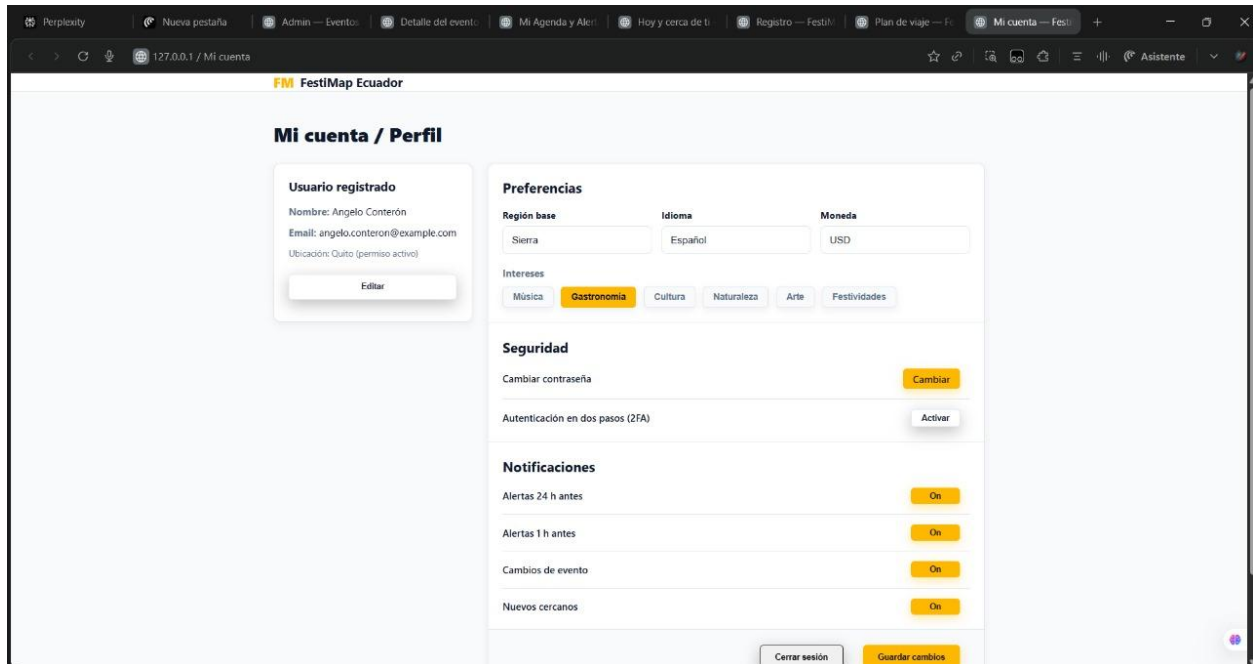 Perplexity
Nueva pestaña
Admin — Eventos
Detalle del evento
Mi Agenda y Alert
Hoy y cerca de ti
Registro — FestiM
Plan de viaje — Fe
Mi cuenta — Festi
127.0.0.1 / Mi cuenta
Asistente
FM FestiMap Ecuador
Mi cuenta / Perfil
Usuario registrado
Nombre: Angelo Conterón
Email: angelo.conteron@example.com
Ubicación: Quito (permiso activo)
Editar
Preferencias
Región base Idioma Moneda
Sierra Español USD
Intereses
Música Gastronomía Cultura Naturaleza Arte Festividades
Seguridad
Cambiar contraseña Cambiar
Autenticación en dos pasos (2FA) Activar
Notificaciones
Alertas 24 h antes On
Alertas 1 h antes On
Cambios de evento On
Nuevos cercanos On
Cerrar sesión Guardar cambios